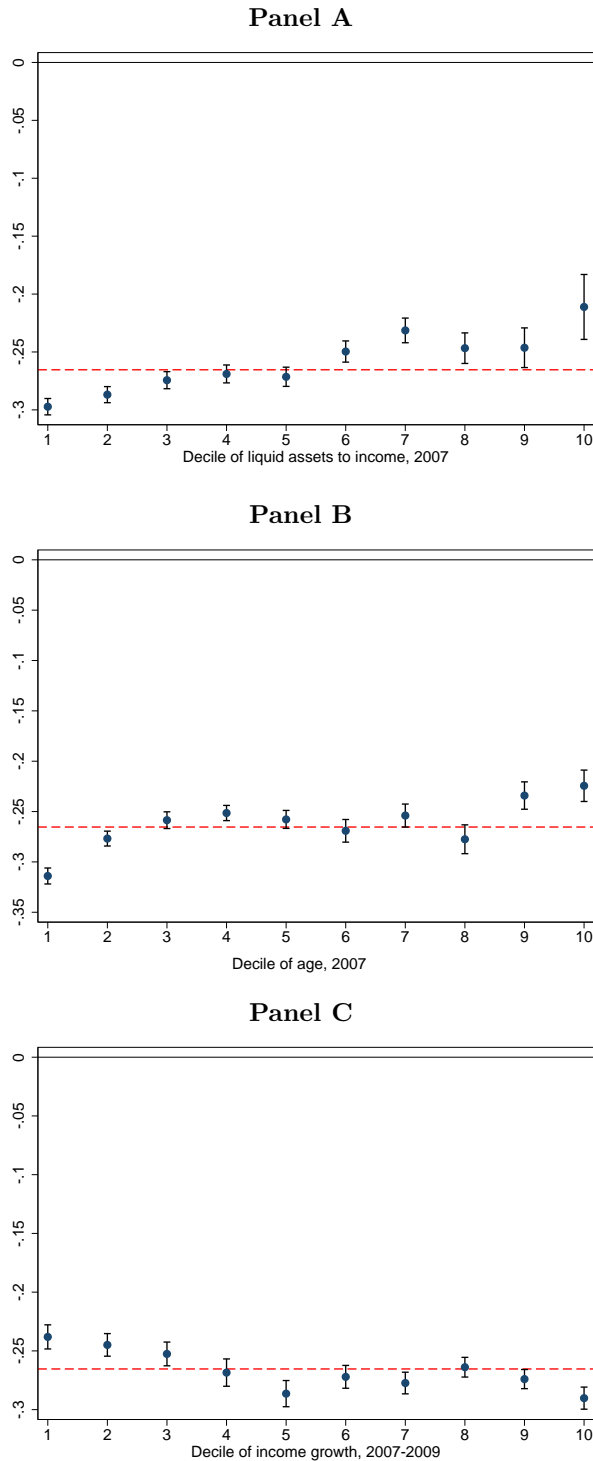 Panel A
0
-.05
-.1
-.15
-.2
-.25
-.3
1 2 3 4 5 6 7 8 9 10
Decile of liquid assets to income, 2007
Panel B
0
-.05
-.1
-.15
-.2
-.25
-.3
-.35
1 2 3 4 5 6 7 8 9 10
Decile of age, 2007
Panel C
0
-.05
-.1
-.15
-.2
-.25
-.3
1 2 3 4 5 6 7 8 9 10
Decile of income growth, 2007-2009